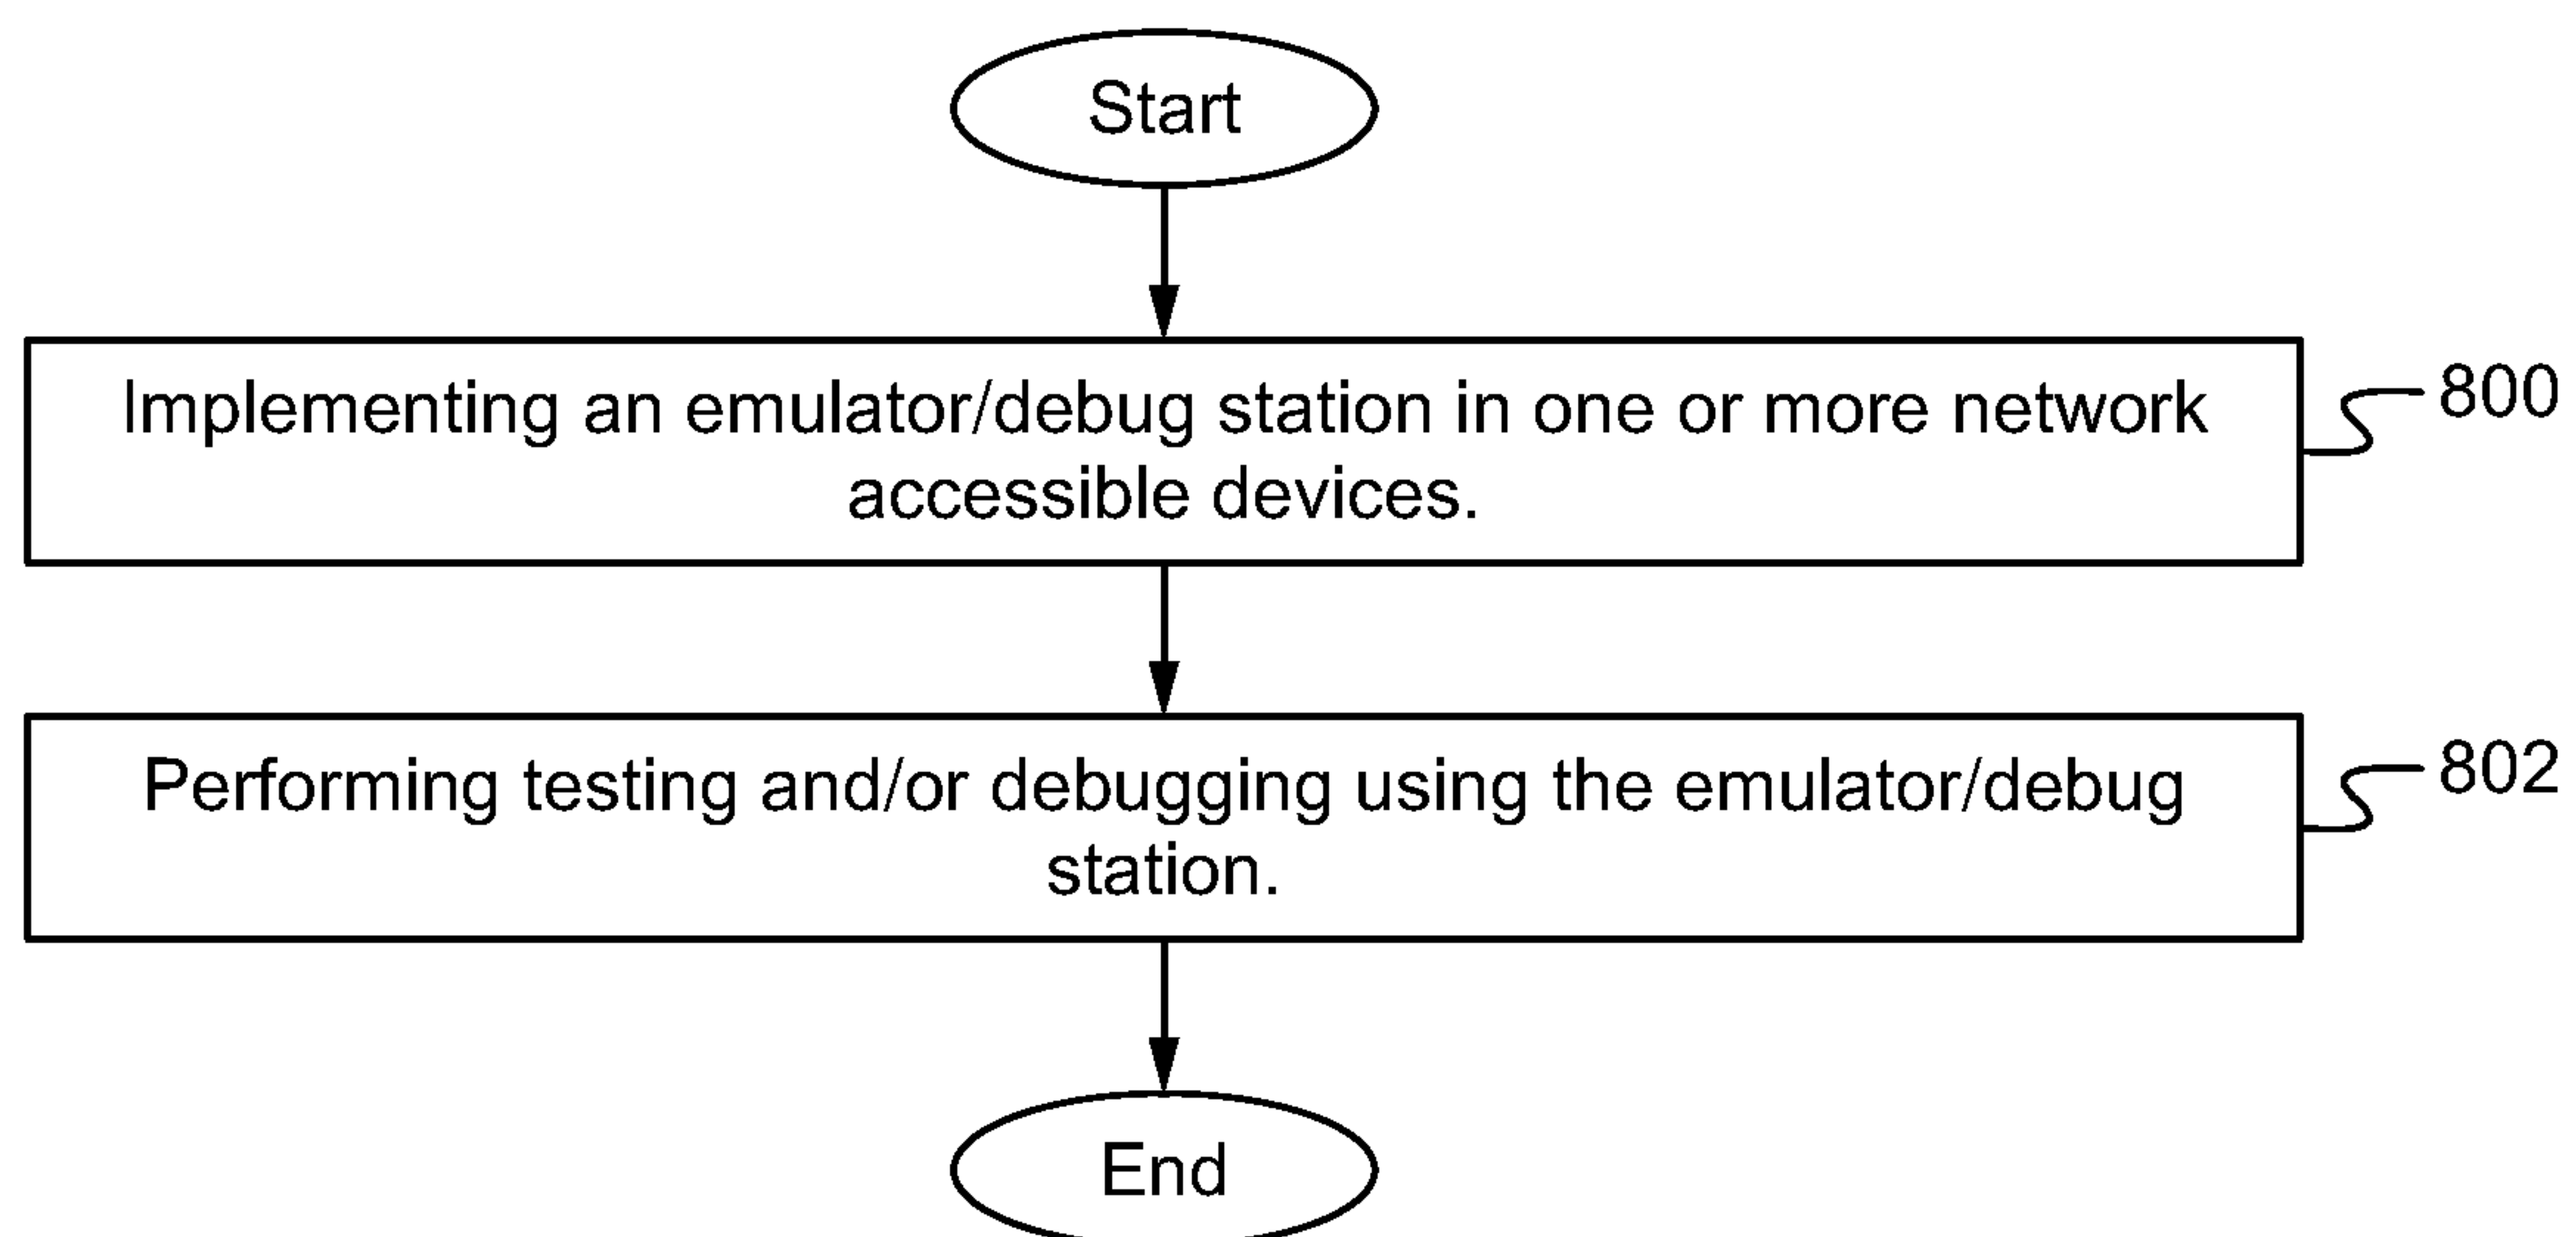 Start
Implementing an emulator/debug station in one or more network
accessible devices.
800
Performing testing and/or debugging using the emulator/debug
station.
802
End